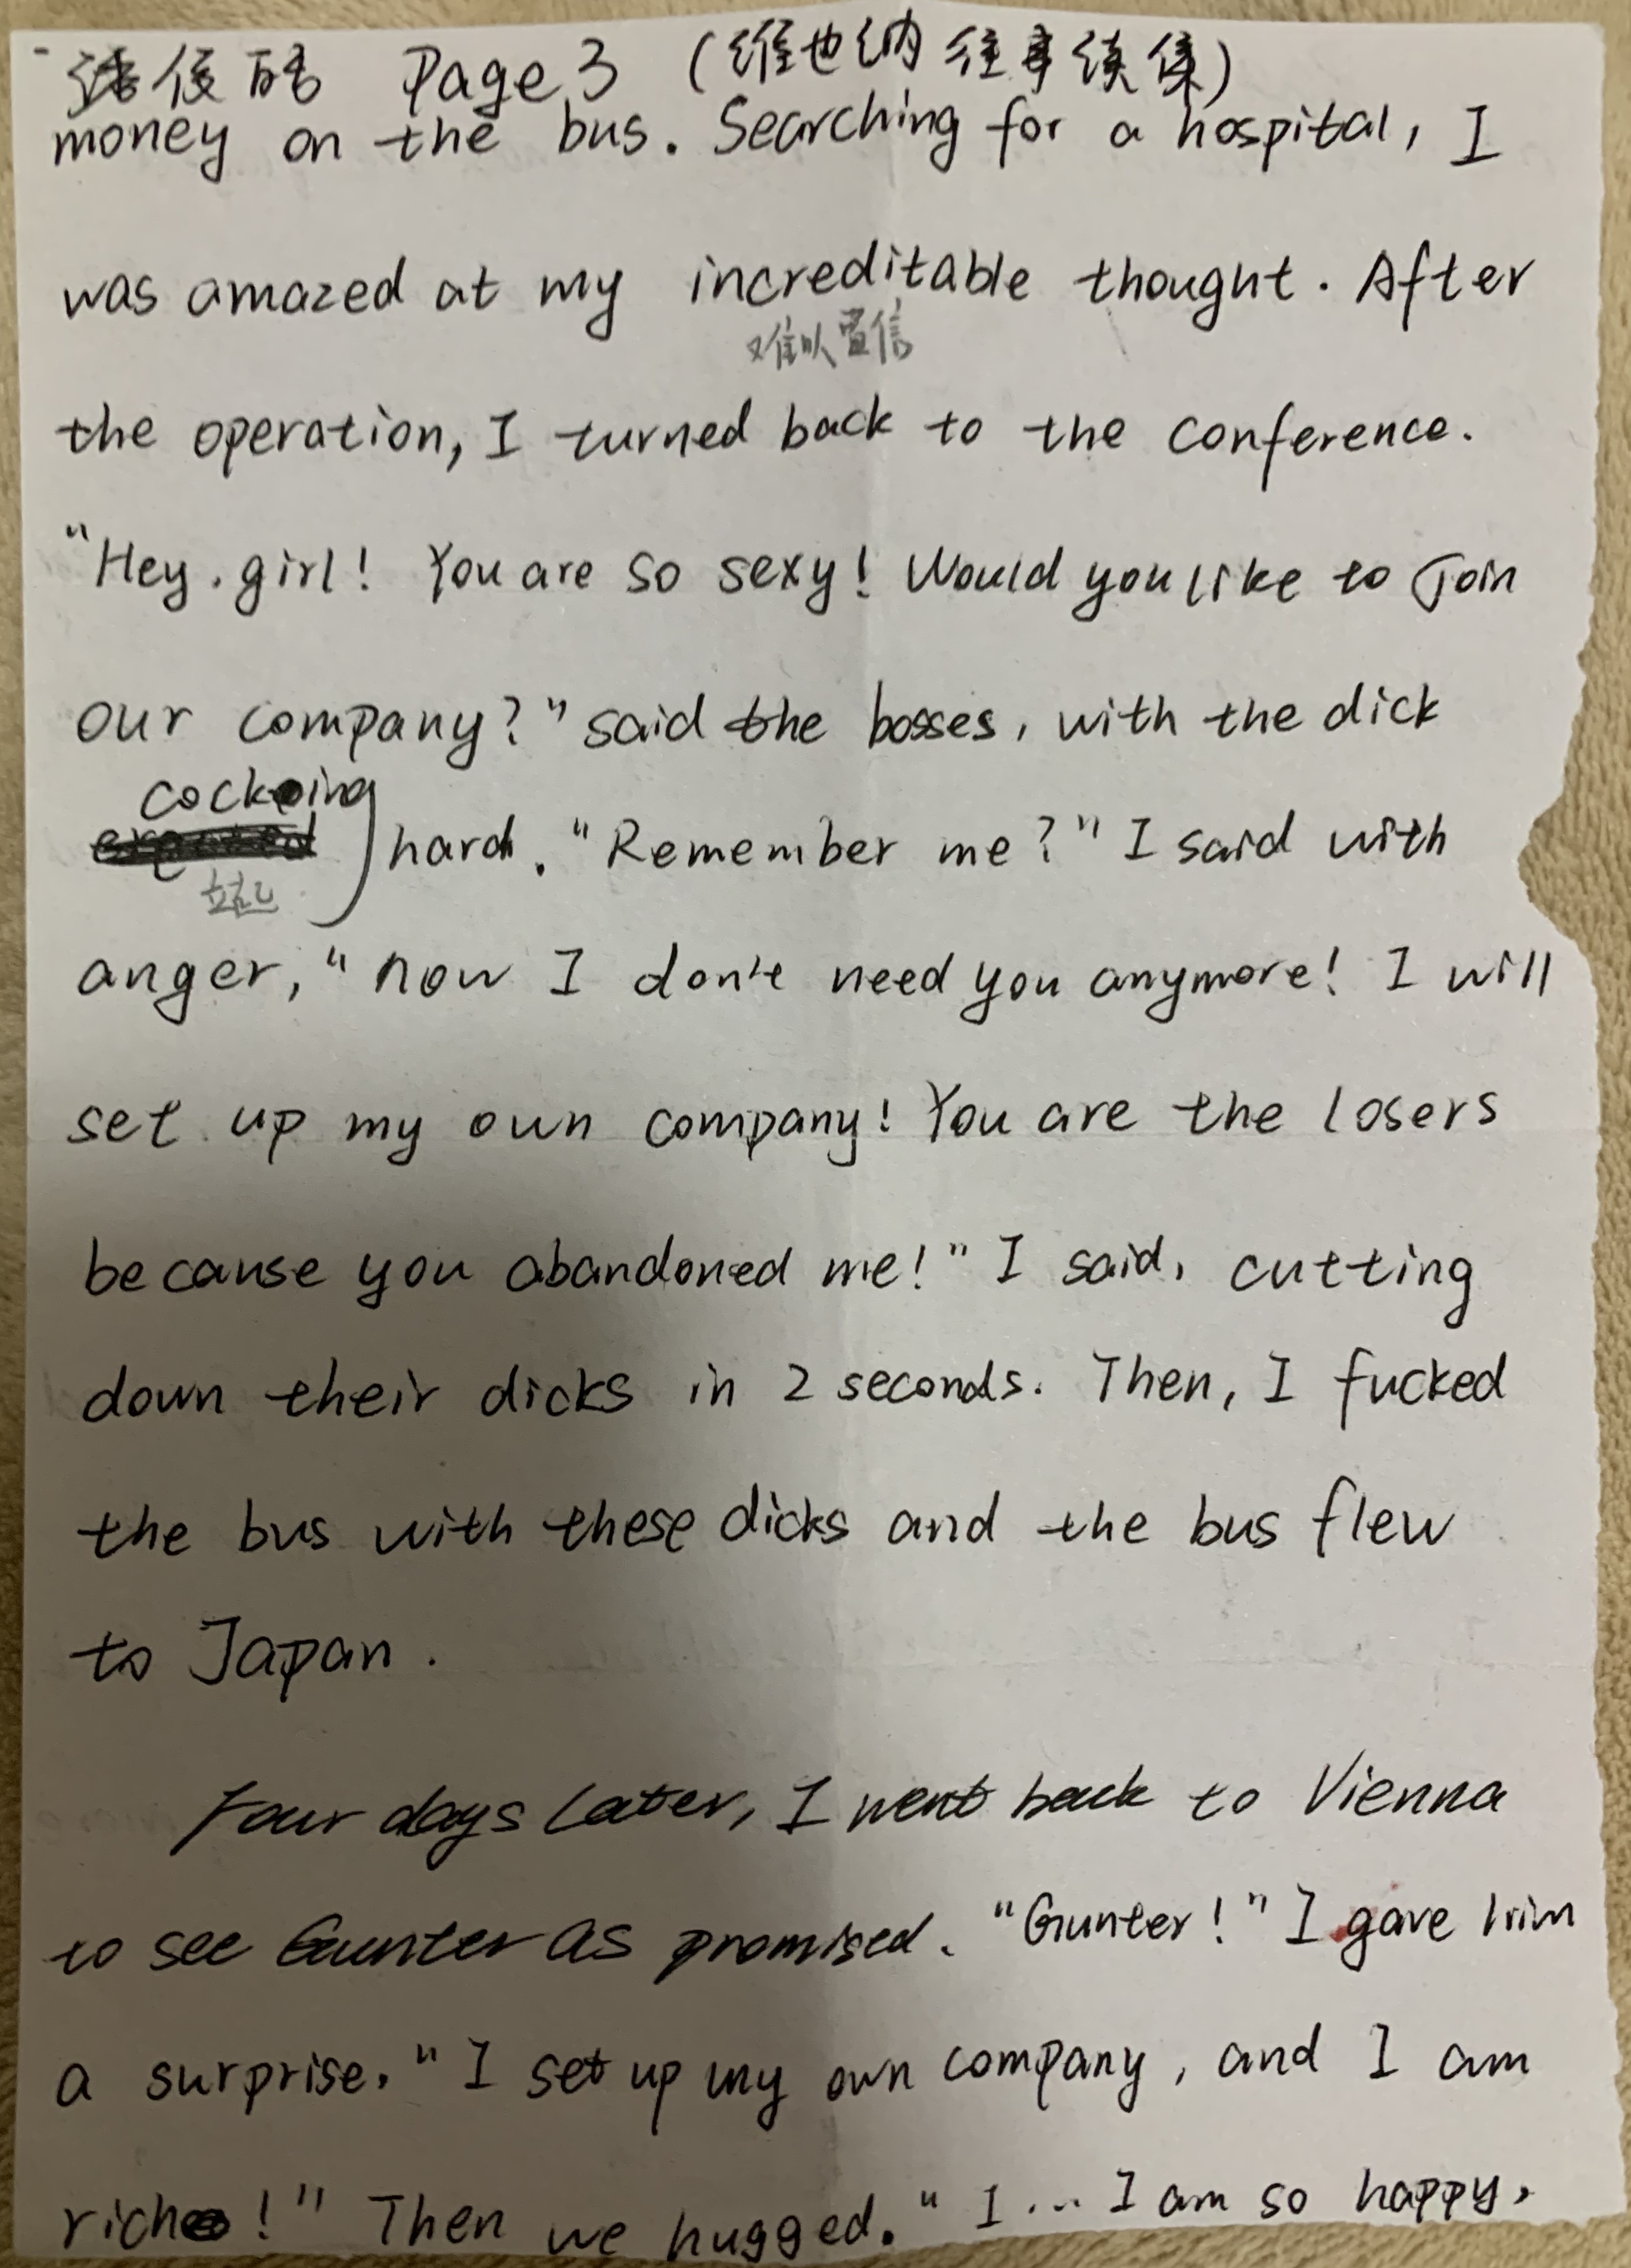 Page 3 (维也纳往事续集)
money on the bus. Searching for a hospital, I
was amazed at my increditable thought. After
难以置信
the operation, I turned back to the conference.
"Hey, girl! You are so sexy! Would you like to join
our company?" said the bosses, with the dick
cocking
hard. "Remember me?" I said with
立起
anger, "now I don't need you anymore! I will
set up my own company! You are the losers
because you abandoned me!" I said, cutting
down their dicks in 2 seconds. Then, I fucked
the bus with these dicks and the bus flew
to Japan.
Four days later, I went back to Vienna
to see Gunter as promised. "Gunter!" I gave him
a surprise. "I set up my own company, and I am
rich!" Then we hugged. "I ... I am so happy,